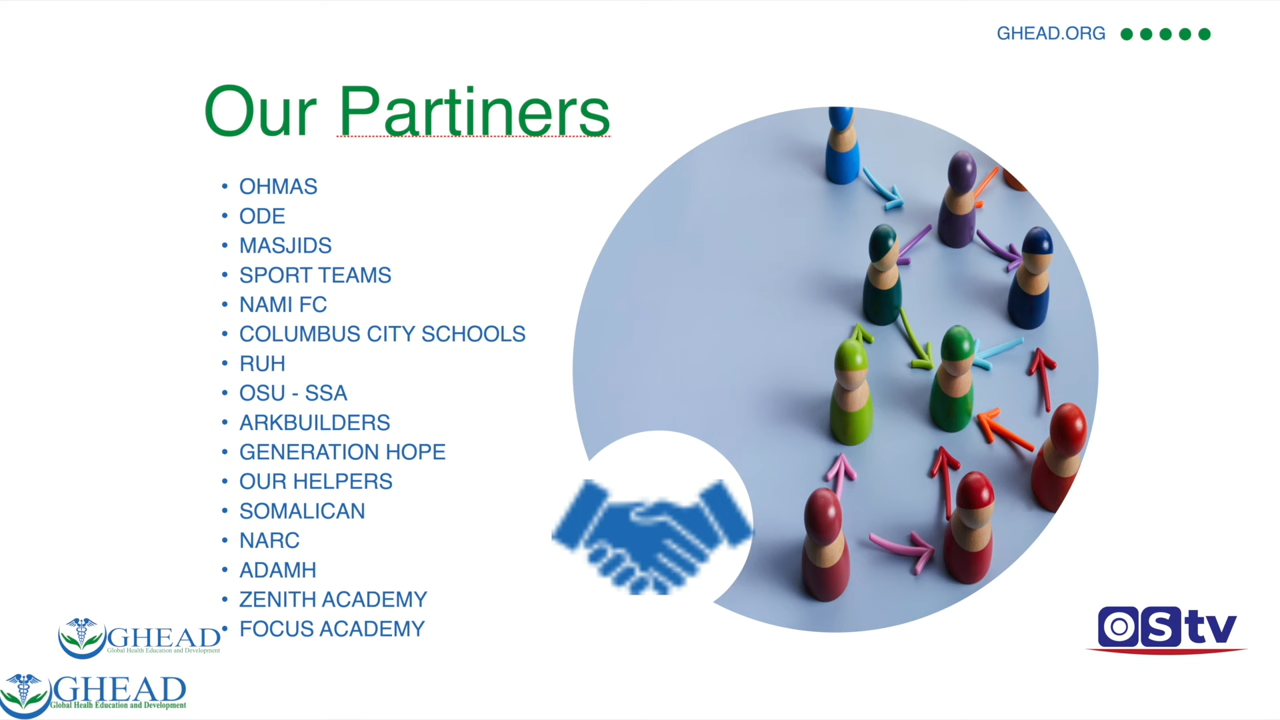 GHEAD.ORG
Our Partiners
• OHMAS
• ODE
• MASJIDS
• SPORT TEAMS
• NAMI FC
• COLUMBUS CITY SCHOOLS
• RUH
• OSU - SSA
• ARKBUILDERS
• GENERATION HOPE
• OUR HELPERS
• SOMALICAN
• NARC
• ADAMH
• ZENITH ACADEMY
• FOCUS ACADEMY
GHEAD
Global Health Education and Development
GHEAD
Global Health Education and Development
OStv